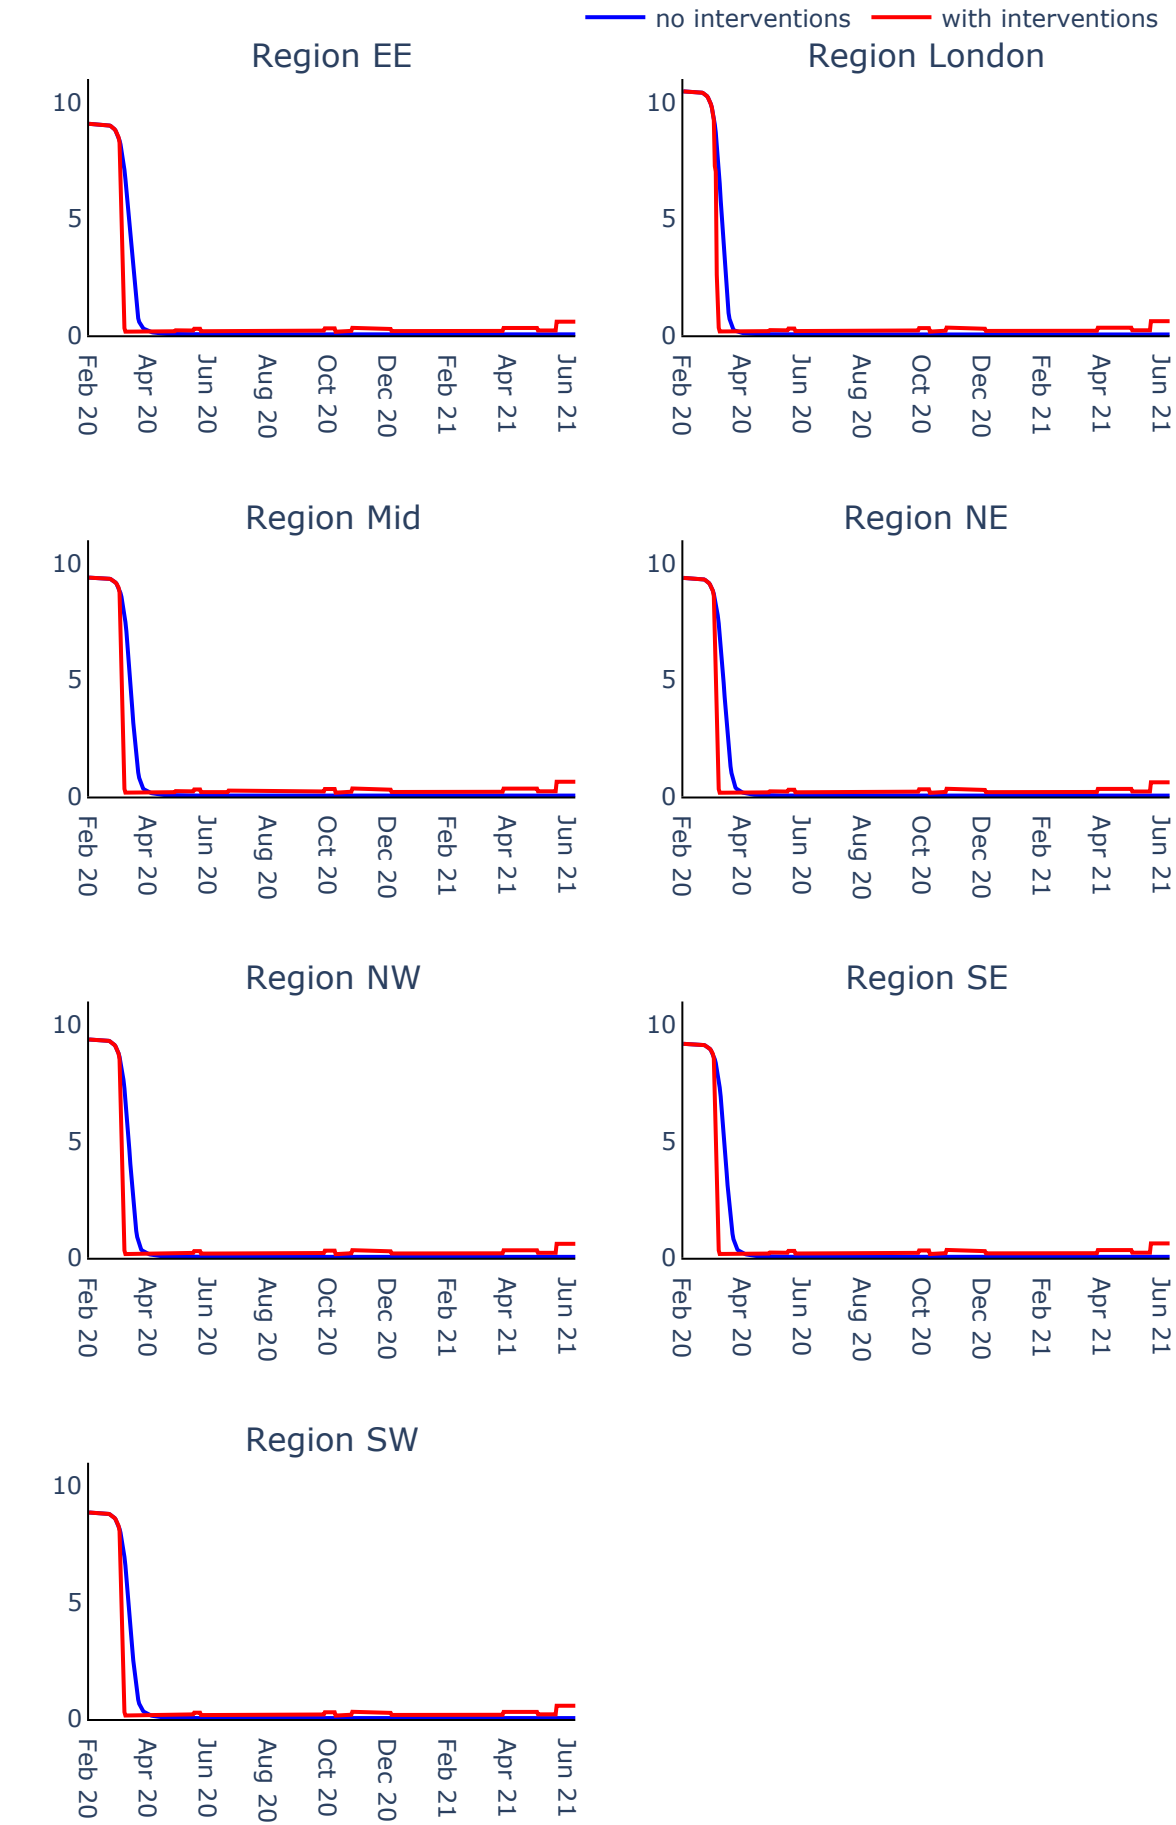 no interventions with interventions
Region EE Region London
10 10
5 5
0 0
Feb 20 Apr 20 Jun 20 Aug 20 Oct 20 Dec 20 Feb 21 Apr 21 Jun 21 Feb 20 Apr 20 Jun 20 Aug 20 Oct 20 Dec 20 Feb 21 Apr 21 Jun 21
Region Mid Region NE
10 10
5 5
0 0
Feb 20 Apr 20 Jun 20 Aug 20 Oct 20 Dec 20 Feb 21 Apr 21 Jun 21 Feb 20 Apr 20 Jun 20 Aug 20 Oct 20 Dec 20 Feb 21 Apr 21 Jun 21
Region NW Region SE
10 10
5 5
0 0
Feb 20 Apr 20 Jun 20 Aug 20 Oct 20 Dec 20 Feb 21 Apr 21 Jun 21 Feb 20 Apr 20 Jun 20 Aug 20 Oct 20 Dec 20 Feb 21 Apr 21 Jun 21
Region SW
10
5
0
Feb 20 Apr 20 Jun 20 Aug 20 Oct 20 Dec 20 Feb 21 Apr 21 Jun 21